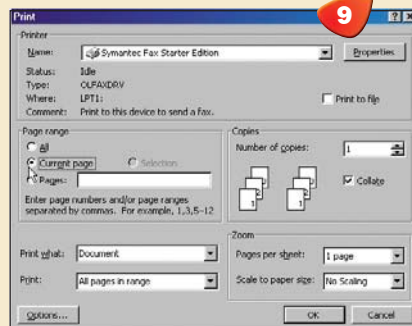 9
Print
Printer
Name: Symantec Fax Starter Edition Properties
Status: Idle
Type: OLFAXDRV
Where: LPT1:
Comment: Print to this device to send a fax.
Print to file
Page range
All
Current page Selection
Pages:
Enter page numbers and/or page ranges
separated by commas. For example, 1,3,5-12
Copies
Number of copies: 1
Collate
Print what: Document
Print: All pages in range
Zoom
Pages per sheet: 1 page
Scale to paper size: No Scaling
Options... OK Cancel